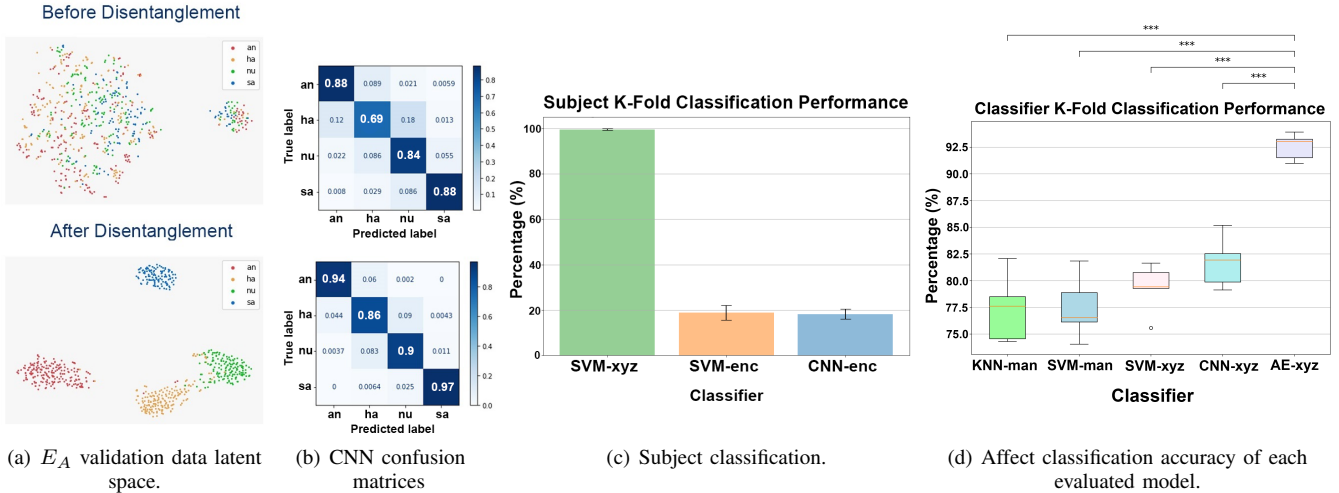 Before Disentanglement
an
ha
nu
sa
After Disentanglement
an
ha
nu
sa
(a) E_A validation data latent
space.
True label
an 0.88 0.089 0.021 0.0059
ha 0.12 0.69 0.18 0.013
nu 0.022 0.086 0.84 0.055
sa 0.008 0.029 0.086 0.88
an ha nu sa
Predicted label
0.8
0.7
0.6
0.5
0.4
0.3
0.2
0.1
True label
an 0.94 0.06 0.002 0
ha 0.044 0.86 0.09 0.0043
nu 0.0037 0.083 0.9 0.011
sa 0 0.0064 0.025 0.97
an ha nu sa
Predicted label
0.8
0.6
0.4
0.2
0.0
(b) CNN confusion
matrices
Subject K-Fold Classification Performance
Percentage (%)
100
80
60
40
20
0
SVM-xyz SVM-enc CNN-enc
Classifier
(c) Subject classification.
***
***
***
***
Classifier K-Fold Classification Performance
Percentage (%)
92.5
90.0
87.5
85.0
82.5
80.0
77.5
75.0
KNN-man SVM-man SVM-xyz CNN-xyz AE-xyz
Classifier
(d) Affect classification accuracy of each
evaluated model.